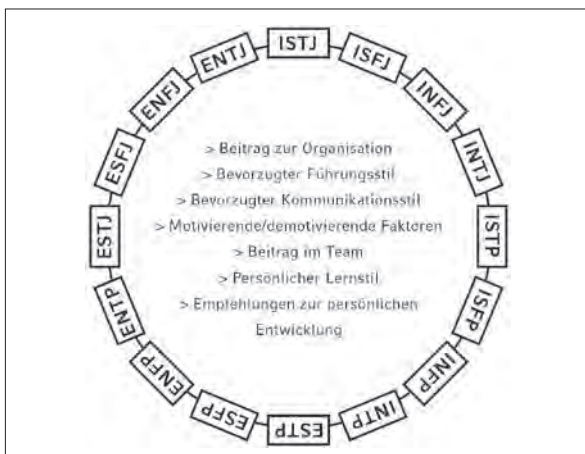 ISTJ
ISFJ
INFJ
INTJ
ISTP
ISFP
INFP
INTP
ESTP
ESFP
ENFP
ENTP
ESTJ
ESFJ
ENFJ
ENTJ
> Beitrag zur Organisation
> Bevorzugter Führungsstil
> Bevorzugter Kommunikationsstil
> Motivierende/demotivierende Faktoren
> Beitrag im Team
> Persönlicher Lernstil
> Empfehlungen zur persönlichen
Entwicklung